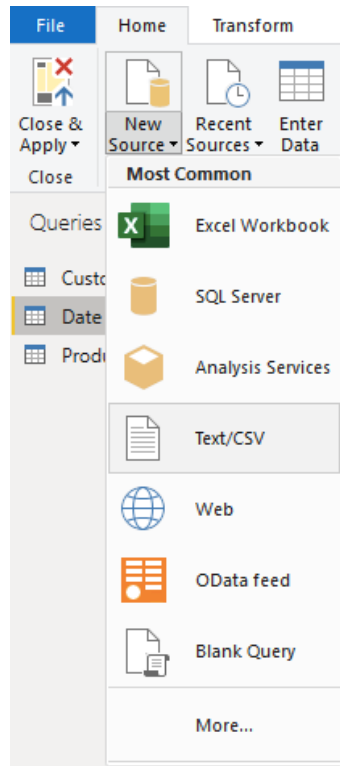 File Home Transform
Close & New Recent Enter
Apply Source Sources Data
Close Most Common
Queries Excel Workbook
SQL Server
Date
Analysis Services
Text/CSV
Web
OData feed
Blank Query
More...